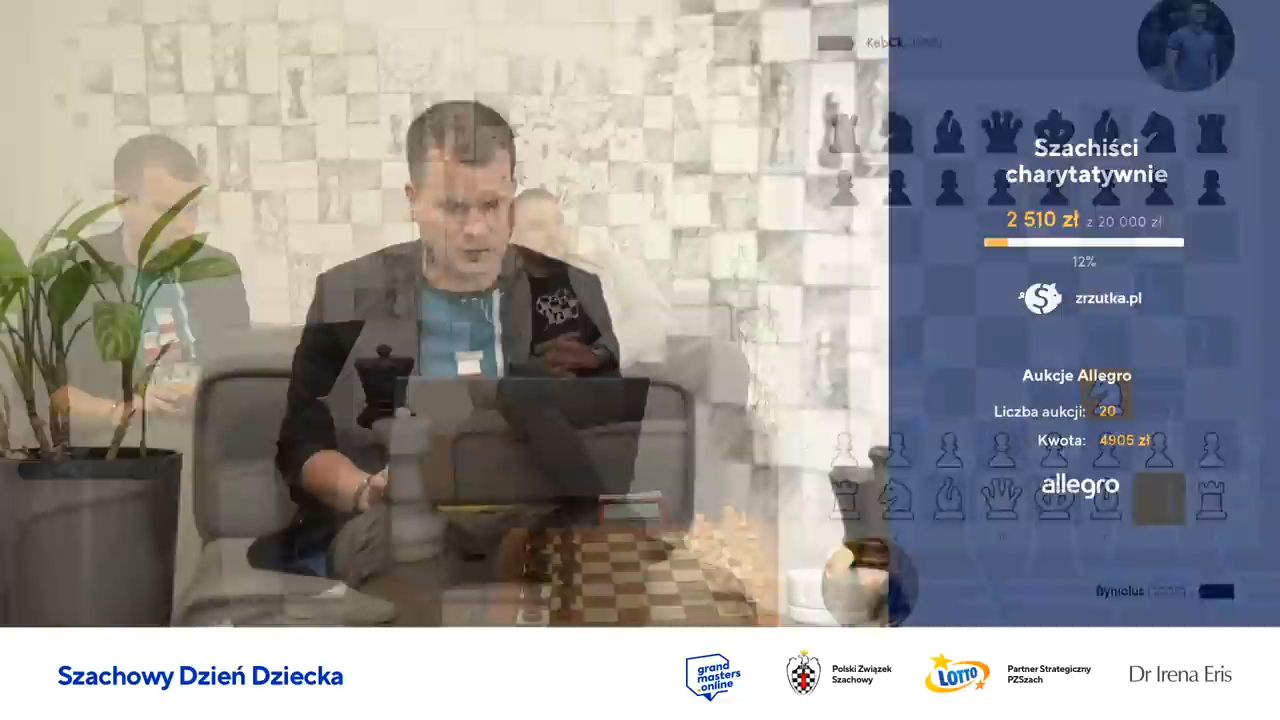 Szachiści
charytatywnie
2 510 zł z 20 000 zł
12%
zrzutka.pl
Aukcje Allegro
Liczba aukcji: 20
Kwota: 4905 zł
allegro
Byniolus
Szachowy Dzień Dziecka
grand
masters
.online
Polski Związek
Szachowy
LOTTO
Partner Strategiczny
PZSzach
Dr Irena Eris